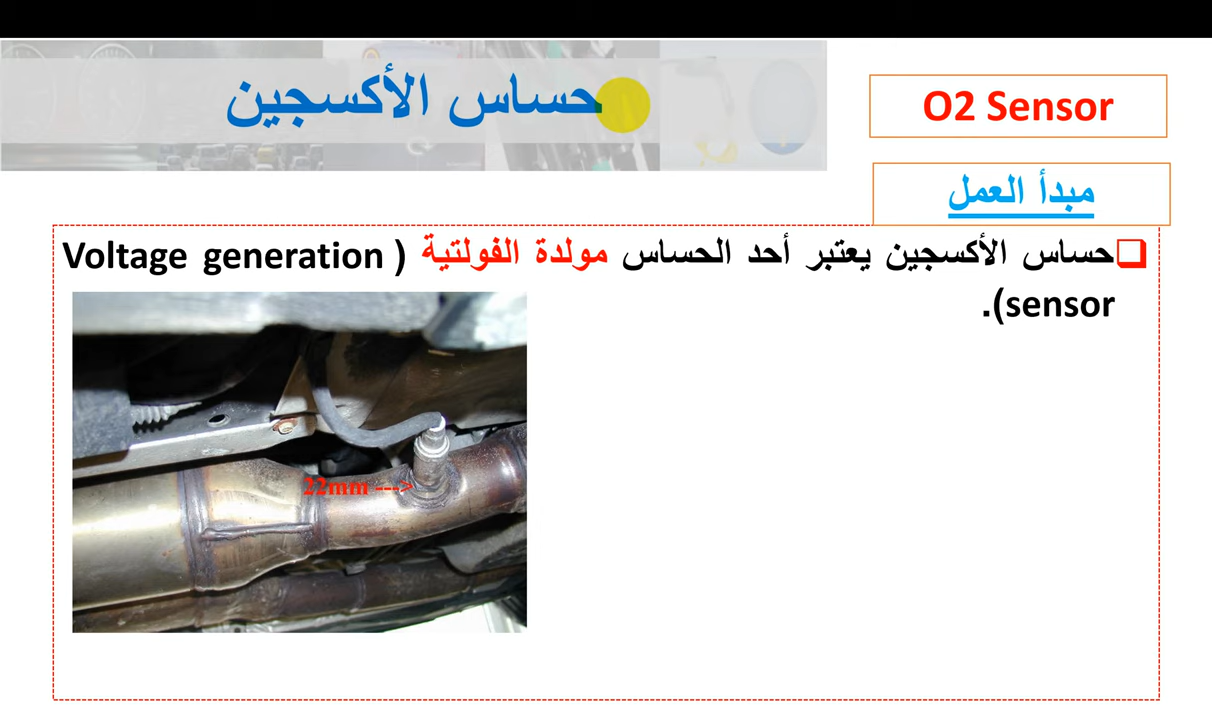 حساس الأكسجين
O2 Sensor
مبدأ العمل
حساس الأكسجين يعتبر أحد الحساس مولدة الفولتية ( Voltage generation
sensor).
22mm --->